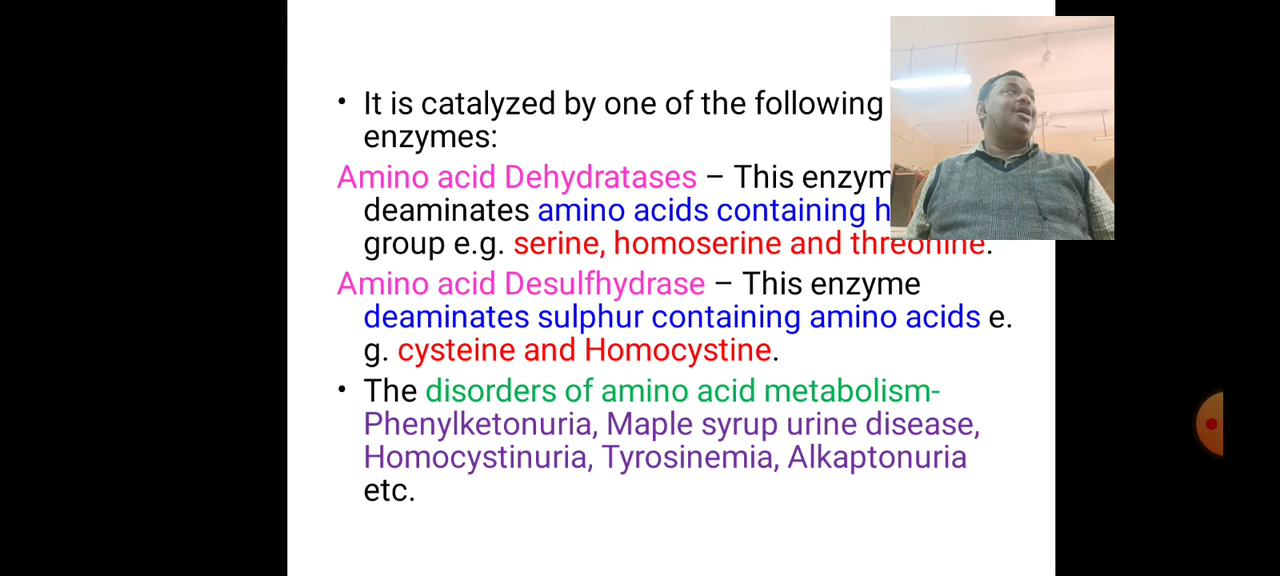 • It is catalyzed by one of the following
enzymes:
Amino acid Dehydratases – This
deaminates amino acids containing
group e.g. serine, homoserine and threonine.
Amino acid Desulfhydrase – This enzyme
deaminates sulphur containing amino acids e.
g. cysteine and Homocystine.
• The disorders of amino acid metabolism-
Phenylketonuria, Maple syrup urine disease,
Homocystinuria, Tyrosinemia, Alkaptonuria
etc.